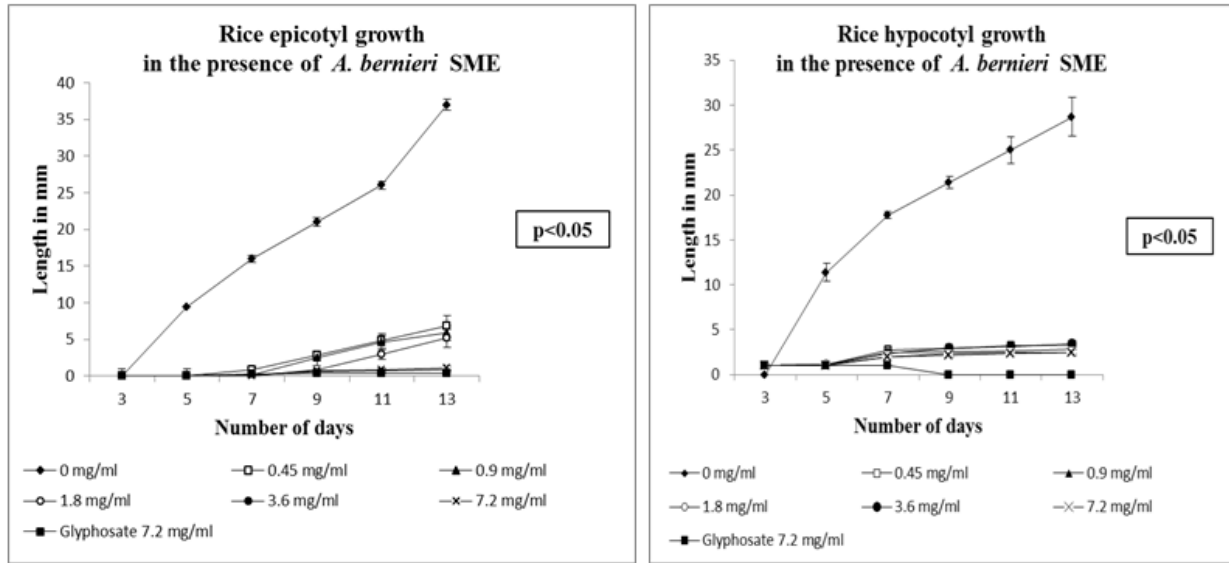 Rice epicotyl growth
in the presence of A. bernieri SME
40
35
30
25
20
15
10
5
0
Length in mm
3 5 7 9 11 13
Number of days
p<0.05
0 mg/ml 0.45 mg/ml 0.9 mg/ml
1.8 mg/ml 3.6 mg/ml 7.2 mg/ml
Glyphosate 7.2 mg/ml
Rice hypocotyl growth
in the presence of A. bernieri SME
35
30
25
20
15
10
5
0
Length in mm
3 5 7 9 11 13
Number of days
p<0.05
0 mg/ml 0.45 mg/ml 0.9 mg/ml
1.8 mg/ml 3.6 mg/ml 7.2 mg/ml
Glyphosate 7.2 mg/ml